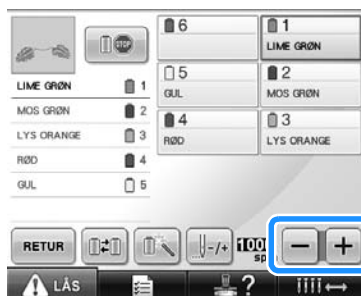 6
1
LIME GRØN
5
GUL
2
MOS GRØN
4
RØD
3
LYS ORANGE
LIME GRØN 1
MOS GRØN 2
LYS ORANGE 3
RØD 4
GUL 5
RETUR
-/+
− +
LÅS
?